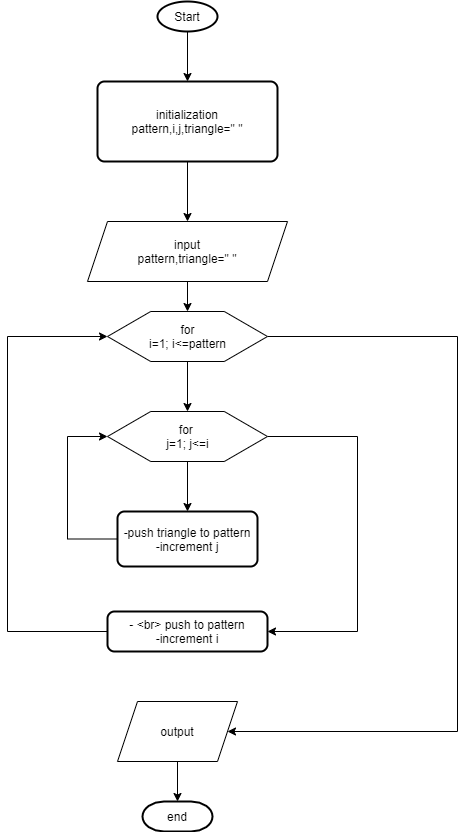 Start
initialization
pattern,i,j,triangle=" "
input
pattern,triangle=" "
for
i=1; i<=pattern
for
j=1; j<=i
-push triangle to pattern
-increment j
- <br> push to pattern
-increment i
output
end